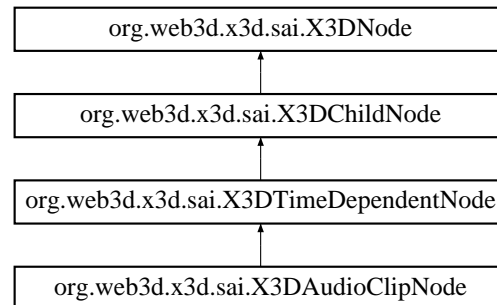 org.web3d.x3d.sai.X3DNode
org.web3d.x3d.sai.X3DChildNode
org.web3d.x3d.sai.X3DTimeDependentNode
org.web3d.x3d.sai.X3DAudioClipNode